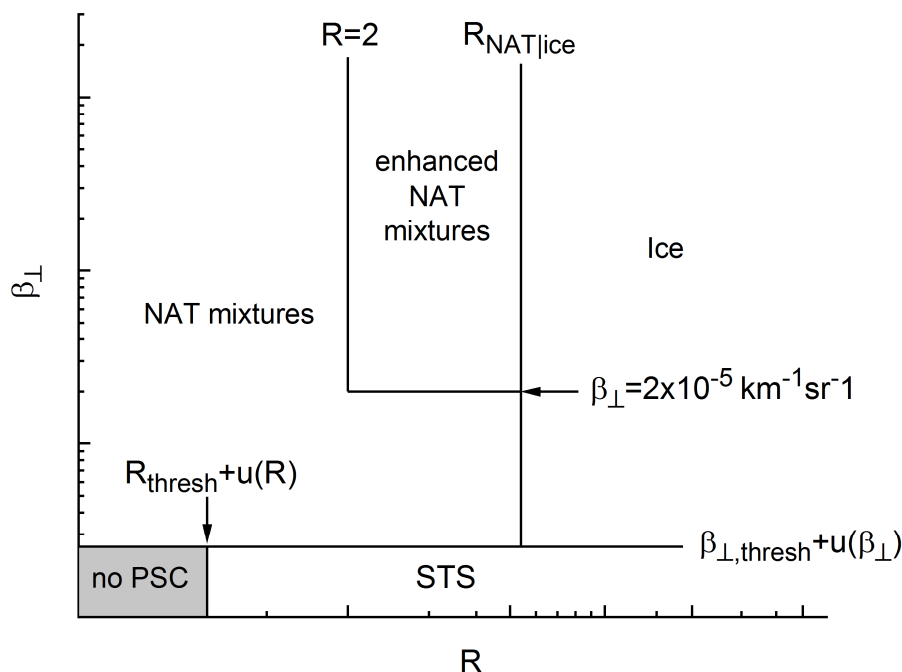 R=2
R_NAT|ice
enhanced
NAT
mixtures
Ice
β⊥
NAT mixtures
β⊥=2x10⁻⁵ km⁻¹sr⁻1
R_thresh+u(R)
β⊥,thresh+u(β⊥)
no PSC
STS
R